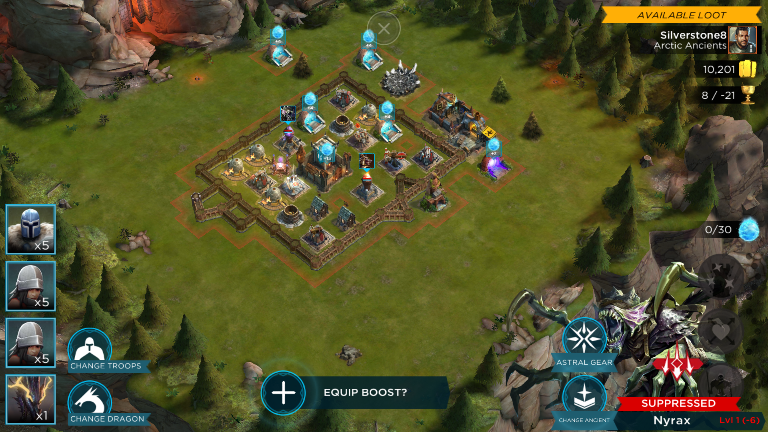 AVAILABLE LOOT
Silverstone8
Arctic Ancients
10,201
8 / -21
0/30
x5
x5
x5
x1
CHANGE TROOPS
CHANGE DRAGON
EQUIP BOOST?
ASTRAL GEAR
CHANGE ANCIENT
SUPPRESSED
Nyrax
Lvl 1 (-6)